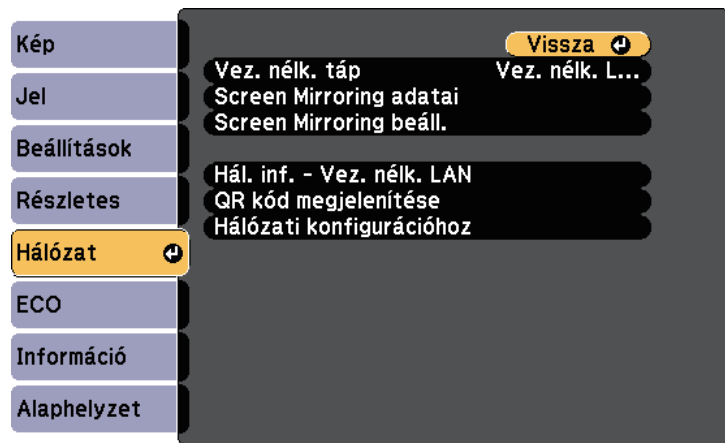 Kép
Jel
Beállítások
Részletes
Hálózat
ECO
Információ
Alaphelyzet
Vissza
Vez. nélk. táp Vez. nélk. L...
Screen Mirroring adatai
Screen Mirroring beáll.
Hál. inf. - Vez. nélk. LAN
QR kód megjelenítése
Hálózati konfigurációhoz